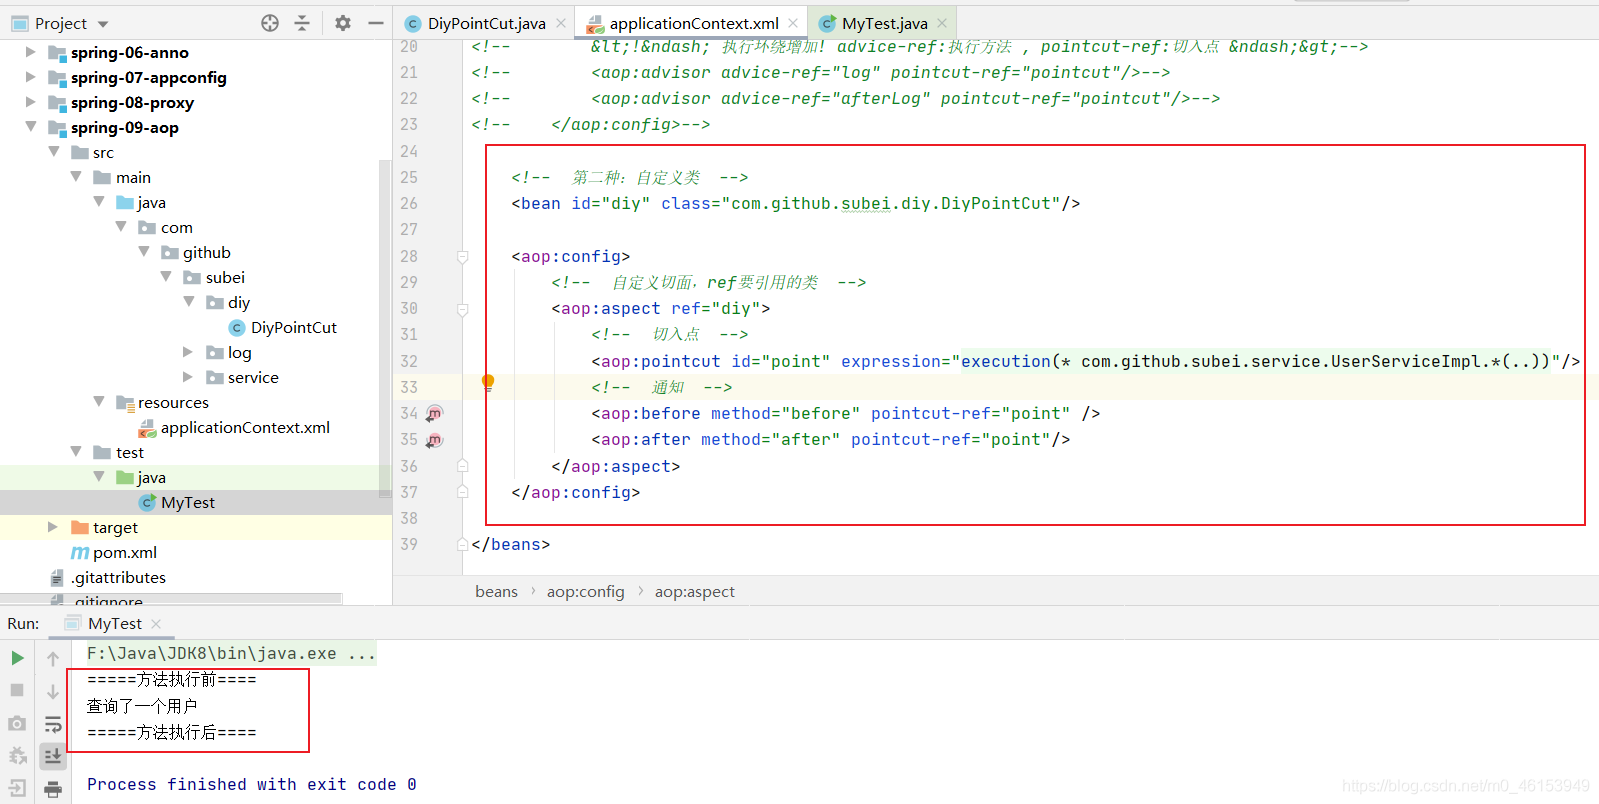 Project
DiyPointCut.java
applicationContext.xml
MyTest.java
spring-06-anno
spring-07-appconfig
spring-08-proxy
spring-09-aop
src
main
java
com
github
subei
diy
DiyPointCut
log
service
resources
applicationContext.xml
test
java
MyTest
target
pom.xml
.gitattributes
.gitignore
20 <!-- &lt;!&ndash; 执行环绕增加! advice-ref:执行方法 , pointcut-ref:切入点 &ndash;&gt;-->
21 <!-- <aop:advisor advice-ref="log" pointcut-ref="pointcut"/>-->
22 <!-- <aop:advisor advice-ref="afterLog" pointcut-ref="pointcut"/>-->
23 <!-- </aop:config>-->
24
25 <!-- 第二种：自定义类 -->
26 <bean id="diy" class="com.github.subei.diy.DiyPointCut"/>
27
28 <aop:config>
29 <!-- 自定义切面，ref要引用的类 -->
30 <aop:aspect ref="diy">
31 <!-- 切入点 -->
32 <aop:pointcut id="point" expression="execution(* com.github.subei.service.UserServiceImpl.*(..))"/>
33 <!-- 通知 -->
34 <aop:before method="before" pointcut-ref="point" />
35 <aop:after method="after" pointcut-ref="point"/>
36 </aop:aspect>
37 </aop:config>
38
39 </beans>
beans › aop:config › aop:aspect
Run: MyTest
F:\Java\JDK8\bin\java.exe ...
=====方法执行前====
查询了一个用户
=====方法执行后====
Process finished with exit code 0
https://blog.csdn.net/m0_46153949